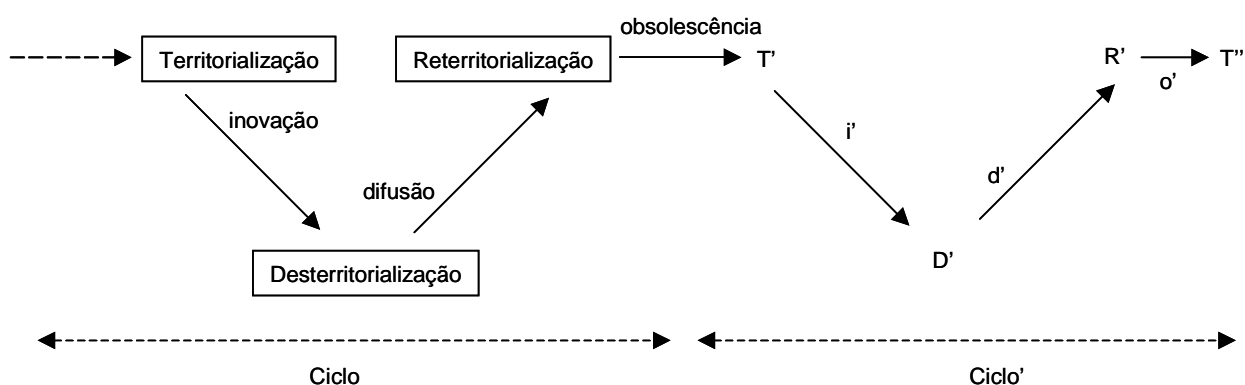 obsolescência
Territorialização
Reterritorialização
T’
R’
T’’
o’
inovação
i’
difusão
d’
Desterritorialização
D’
Ciclo
Ciclo’